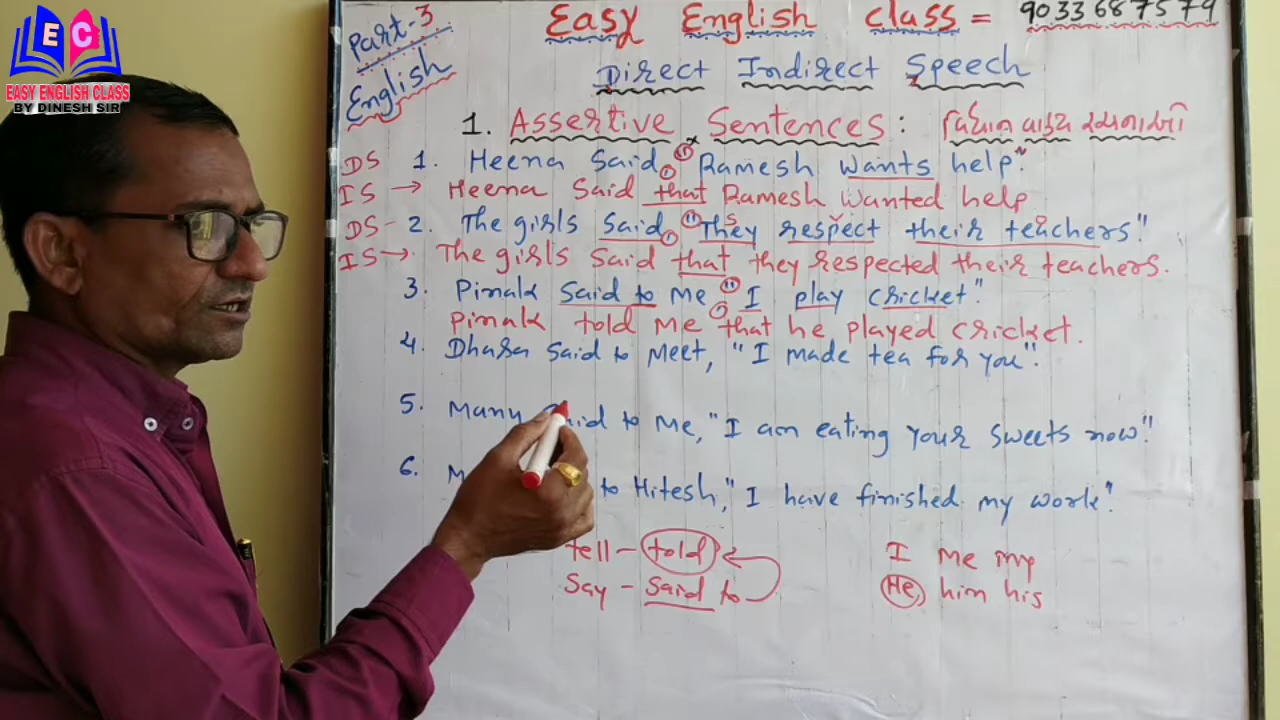 EC
EASY ENGLISH CLASS
BY DINESH SIR
Part-3
English
Easy English class = 9033687579
Direct Indirect Speech
1. Assertive Sentences : વિધાન વાક્ય
DS 1. Heena Said, "Ramesh wants help"
IS → Heena Said that Ramesh wanted help
DS - 2. The girls said, "They respect their teachers."
IS → The girls said that they respected their teachers.
3. Pinak said to me, "I play cricket".
Pinak told me that he played cricket.
4. Dhara said to Meet, "I made tea for you".
5. Many said to me, "I am eating your sweets now".
6. to Hitesh, "I have finished my work".
tell - told
Say - Said to
I me my
He, him his